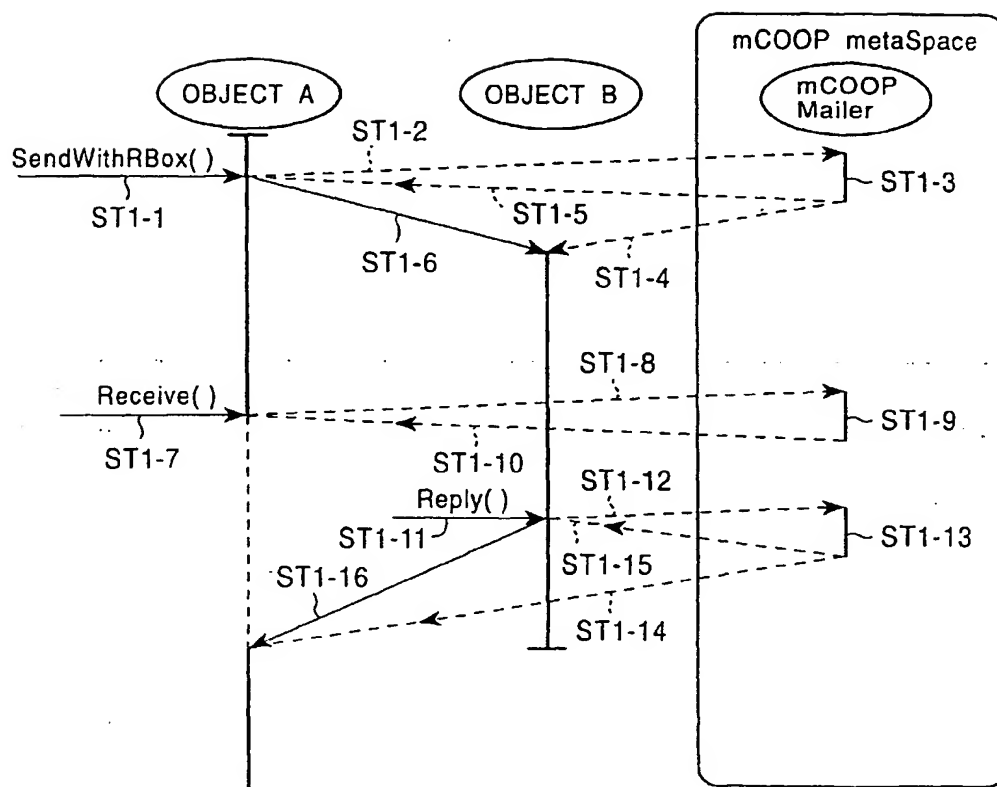 mCOOP metaSpace
OBJECT A
OBJECT B
mCOOP
Mailer
ST1-2
SendWithRBox()
ST1-3
ST1-1
ST1-5
ST1-6
ST1-4
ST1-8
Receive()
ST1-9
ST1-7
ST1-10
ST1-12
Reply()
ST1-11
ST1-13
ST1-15
ST1-16
ST1-14